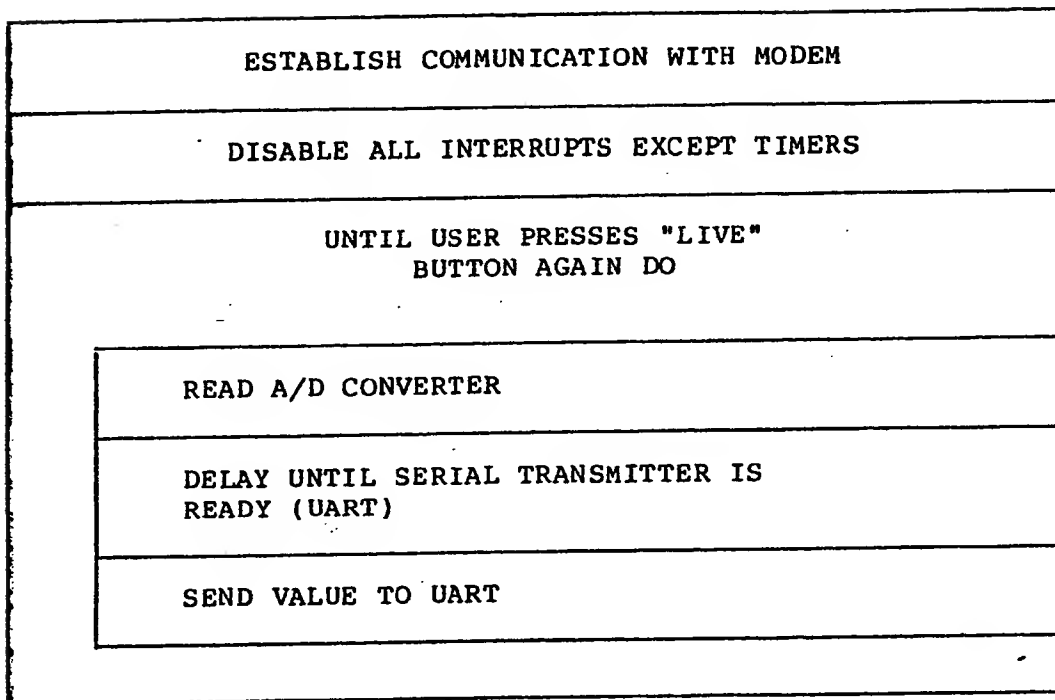 ESTABLISH COMMUNICATION WITH MODEM
DISABLE ALL INTERRUPTS EXCEPT TIMERS
UNTIL USER PRESSES "LIVE"
BUTTON AGAIN DO
READ A/D CONVERTER
DELAY UNTIL SERIAL TRANSMITTER IS
READY (UART)
SEND VALUE TO UART